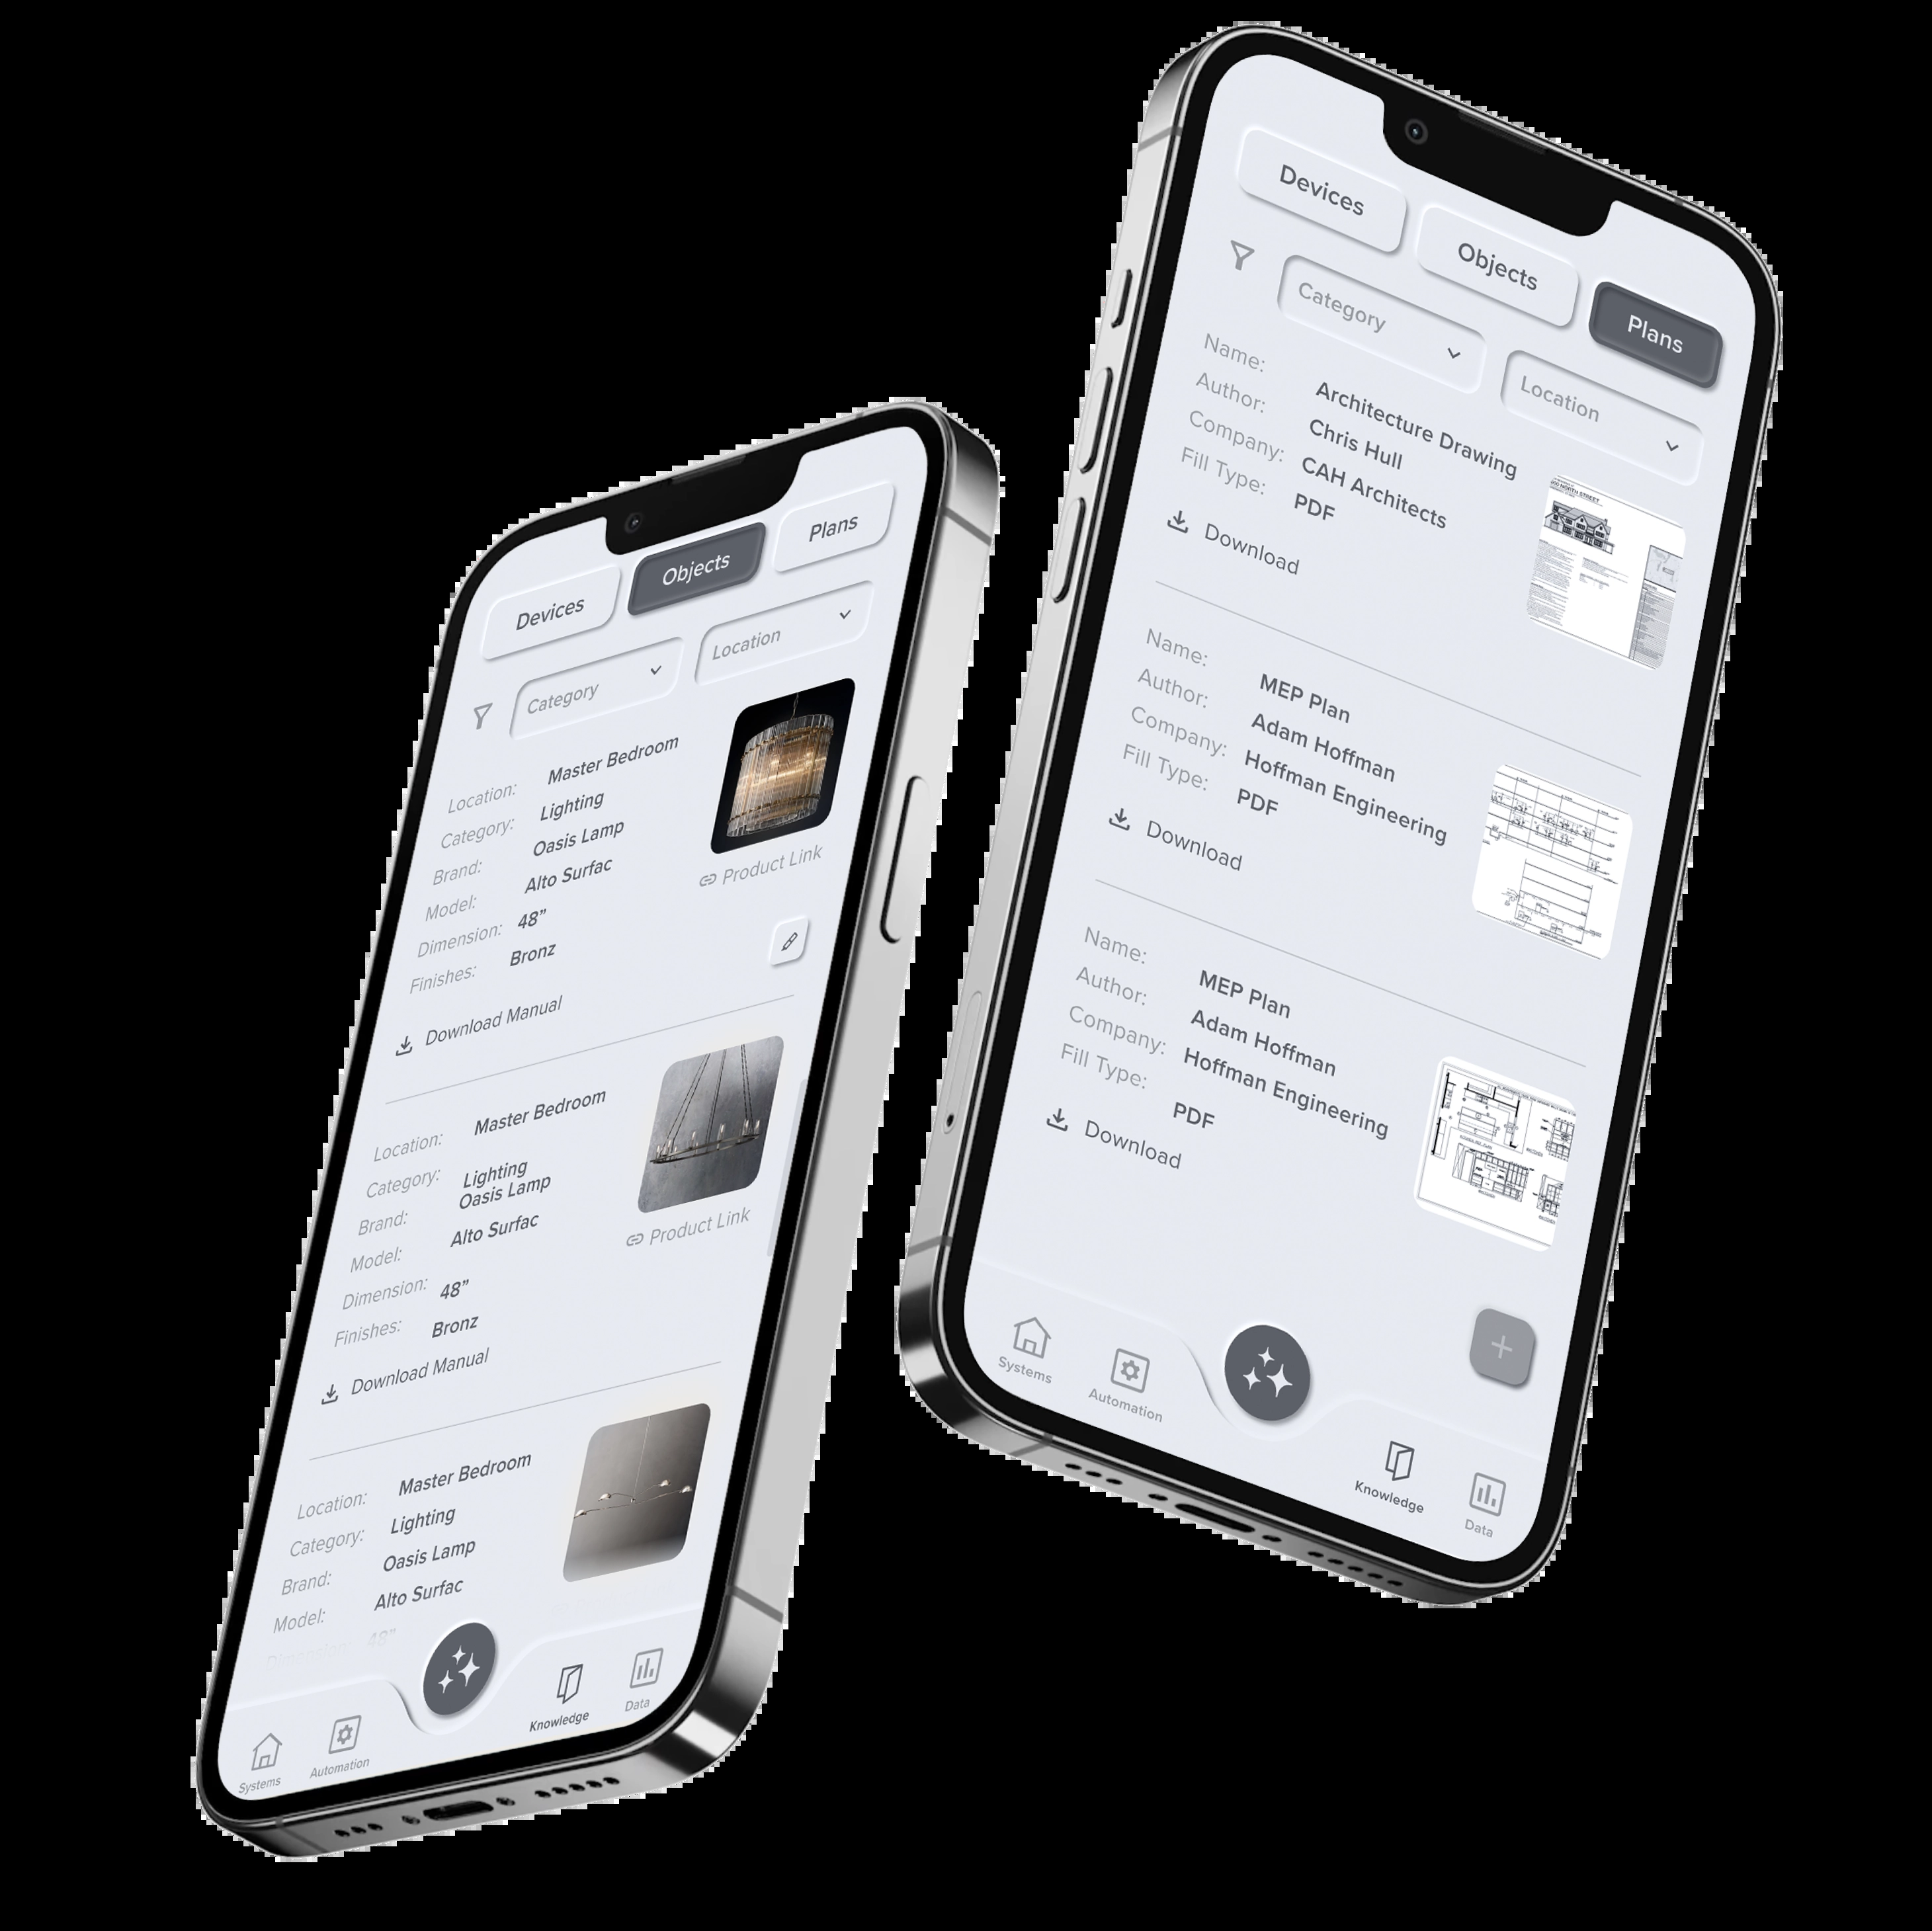 Devices
Objects
Plans
Category
Location
Location: Master Bedroom
Category: Lighting
Brand: Oasis Lamp
Model: Alto Surfac
Dimension: 48”
Finishes: Bronz
Product Link
Download Manual
Location: Master Bedroom
Category: Lighting
Brand: Oasis Lamp
Model: Alto Surfac
Dimension: 48”
Finishes: Bronz
Product Link
Download Manual
Location: Master Bedroom
Category: Lighting
Brand: Oasis Lamp
Model: Alto Surfac
Dimension: 48”
Systems
Automation
Knowledge
Data
Devices
Objects
Plans
Category
Location
Name: Architecture Drawing
Author: Chris Hull
Company: CAH Architects
Fill Type: PDF
Download
NORTH STREET
Name: MEP Plan
Author: Adam Hoffman
Company: Hoffman Engineering
Fill Type: PDF
Download
Name: MEP Plan
Author: Adam Hoffman
Company: Hoffman Engineering
Fill Type: PDF
Download
Systems
Automation
Knowledge
Data